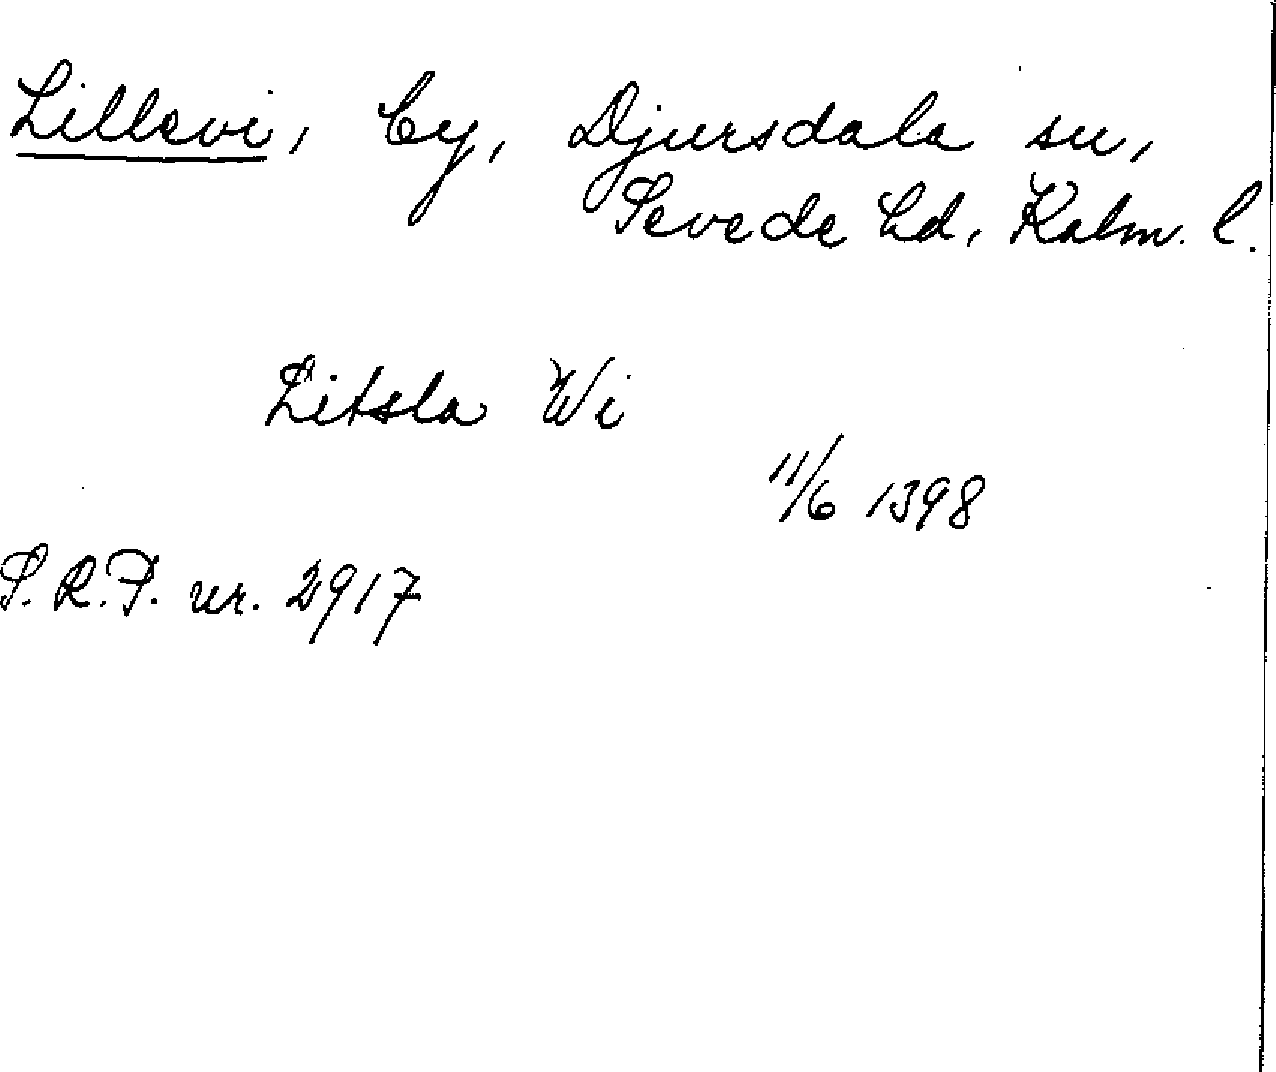 Lillevi, by, Djursdala sn,
Sevede hd, Kalm. l.
Litsla Wi
11/6 1398
S.R.P. nr. 2917